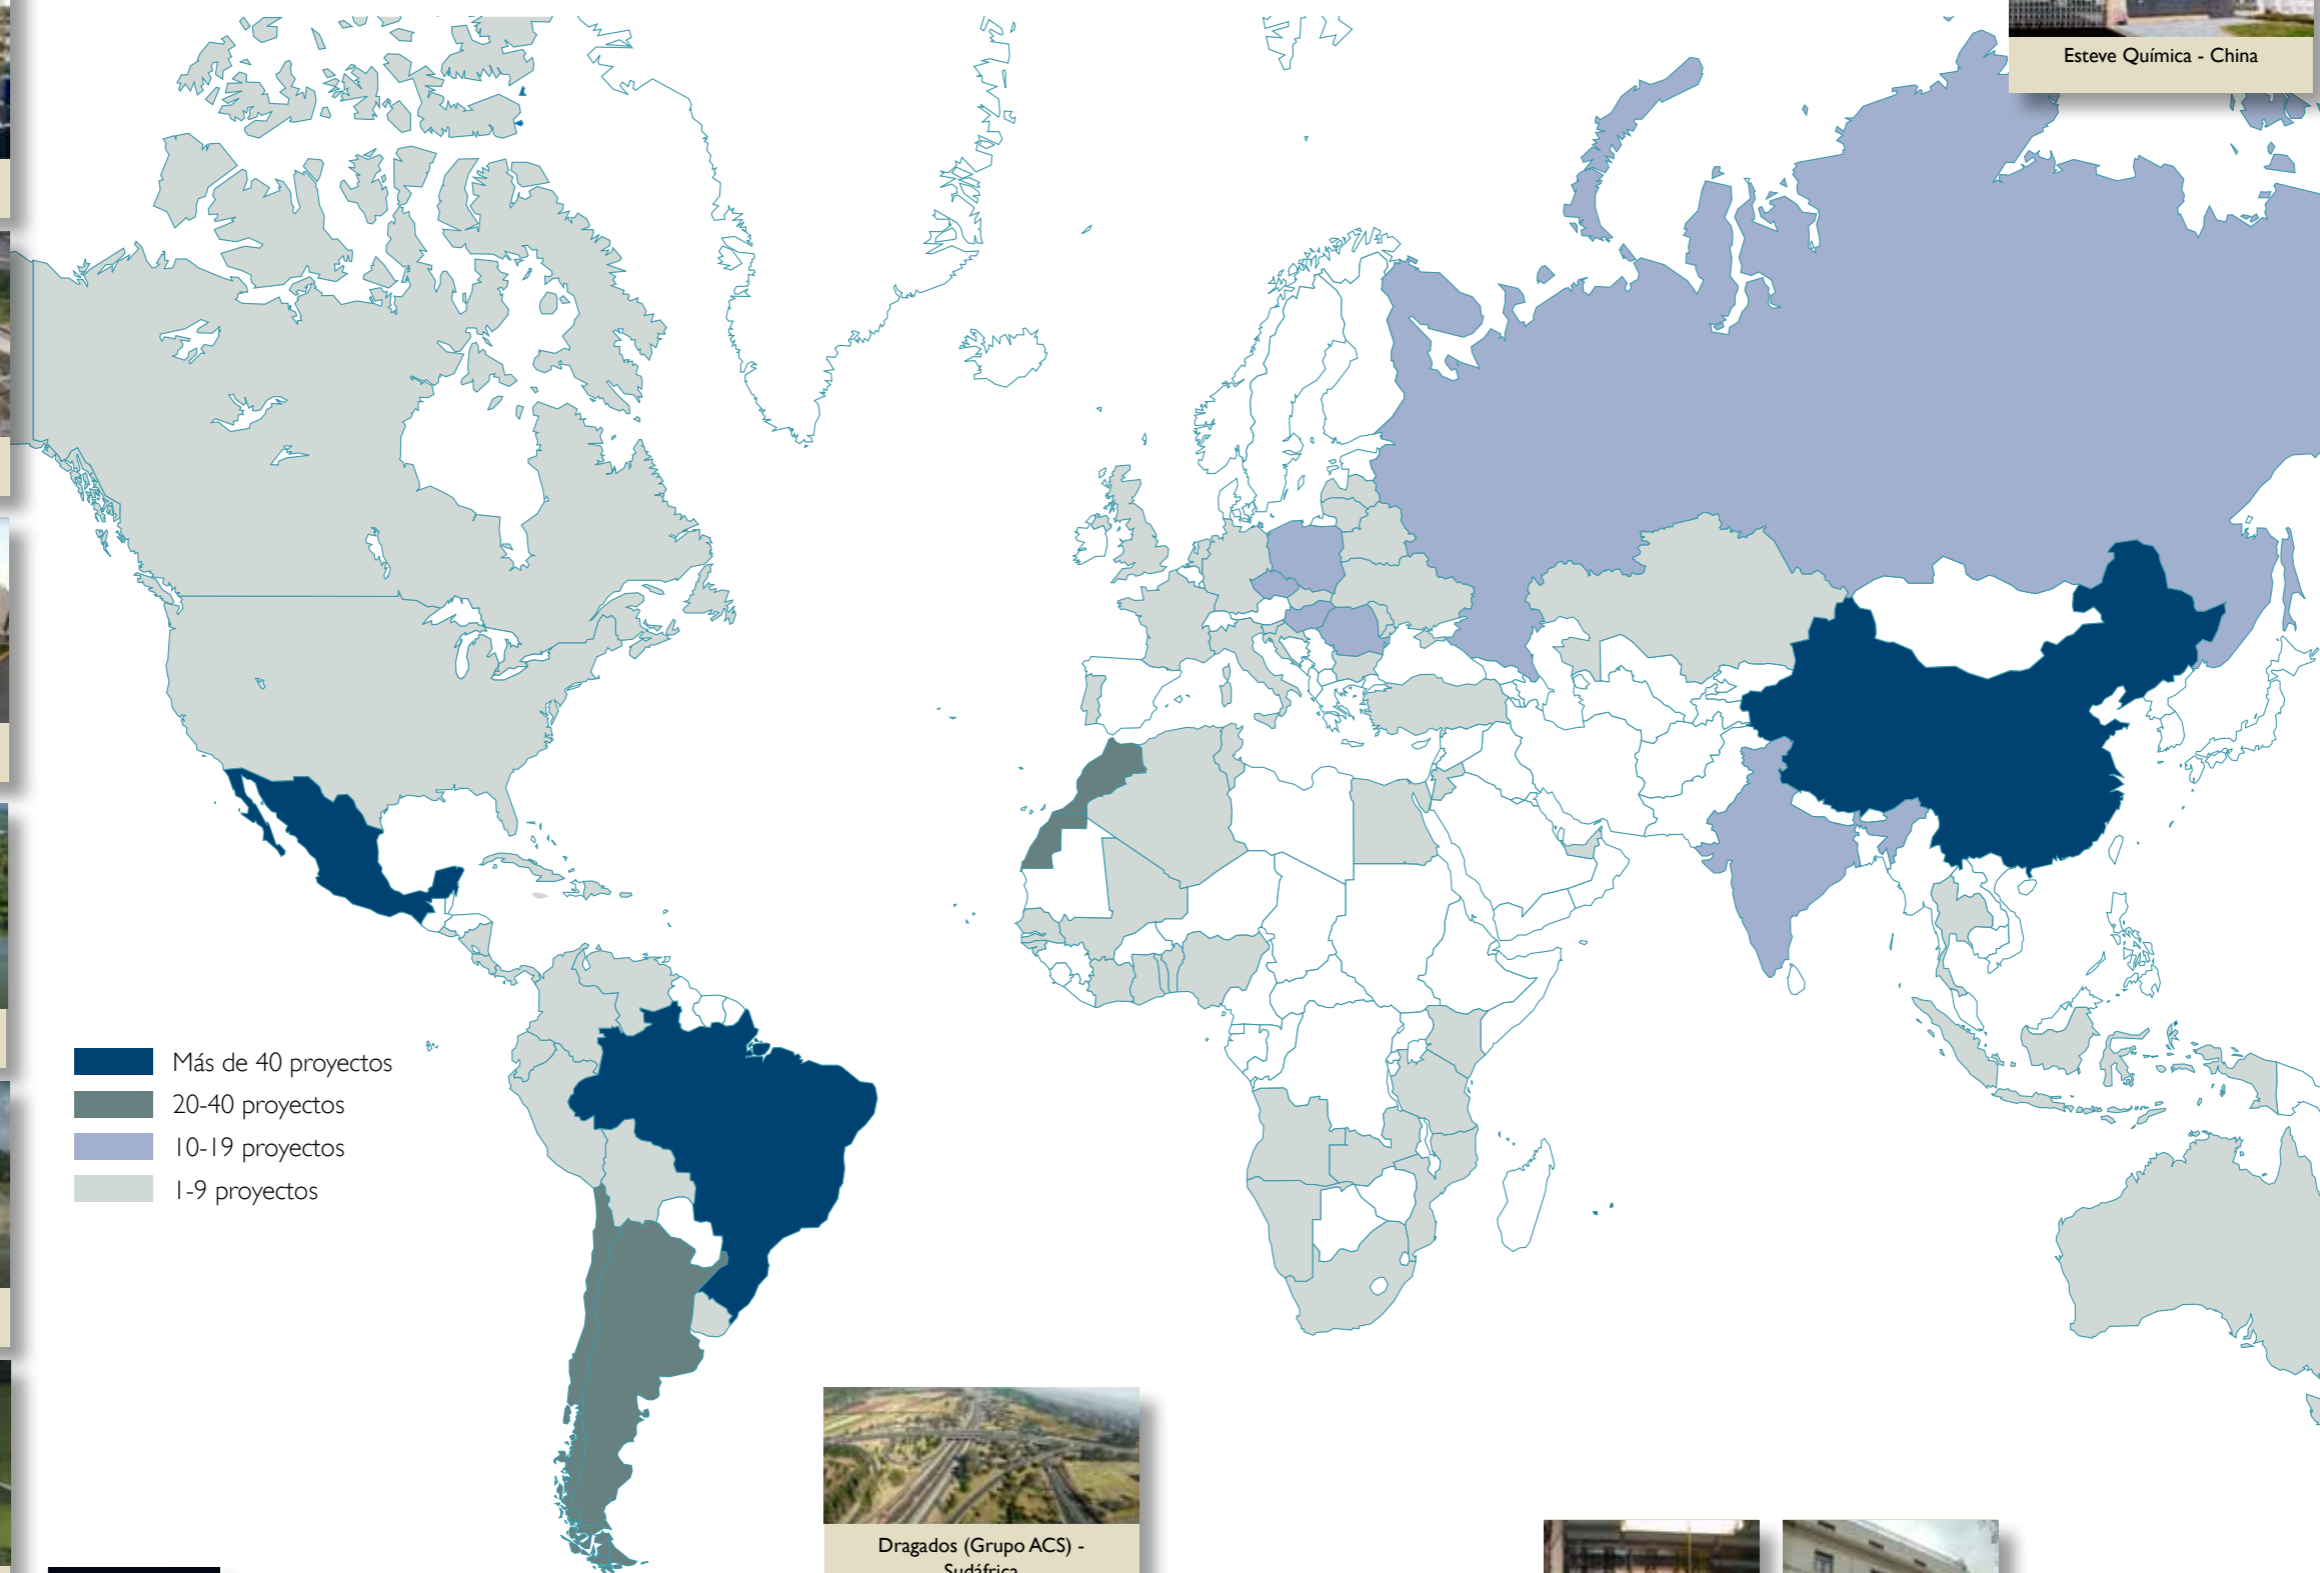 Esteve Química - China
Más de 40 proyectos
20-40 proyectos
10-19 proyectos
1-9 proyectos
Dragados (Grupo ACS) -
Sudáfrica